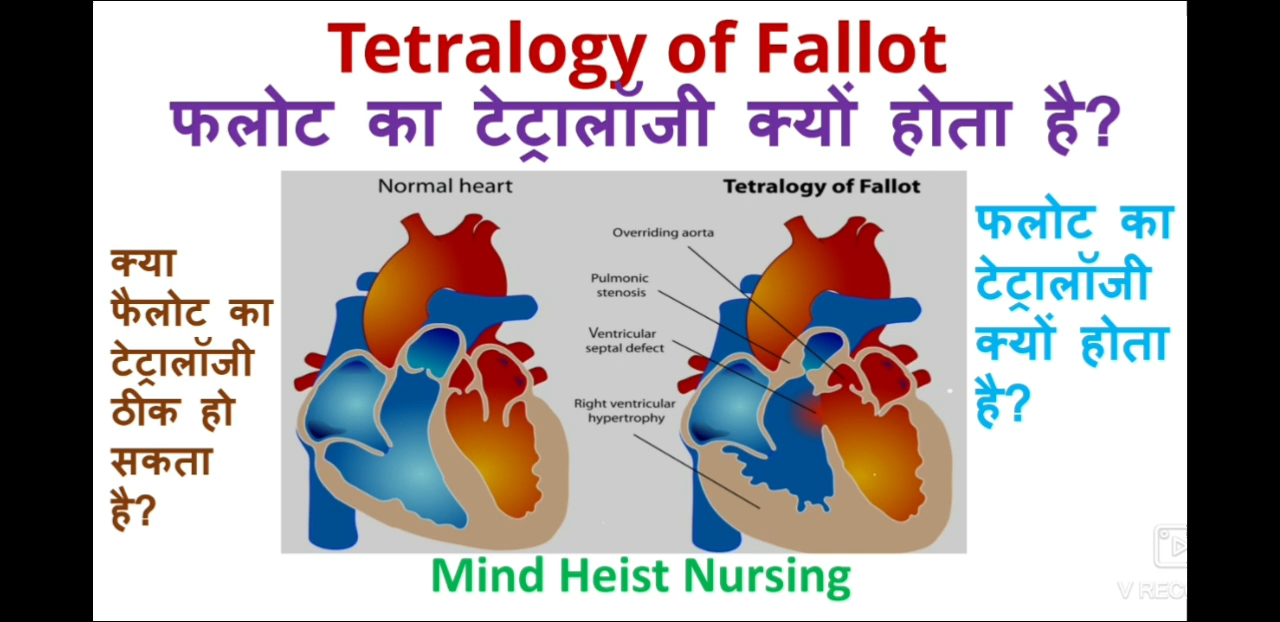 Tetralogy of Fallot
फलोट का टेट्रालॉजी क्यों होता है?
क्या
फैलोट का
टेट्रालॉजी
ठीक हो
सकता
है?
Normal heart
Tetralogy of Fallot
Overriding aorta
Pulmonic
stenosis
Ventricular
septal defect
Right ventricular
hypertrophy
फलोट का
टेट्रालॉजी
क्यों होता
है?
Mind Heist Nursing